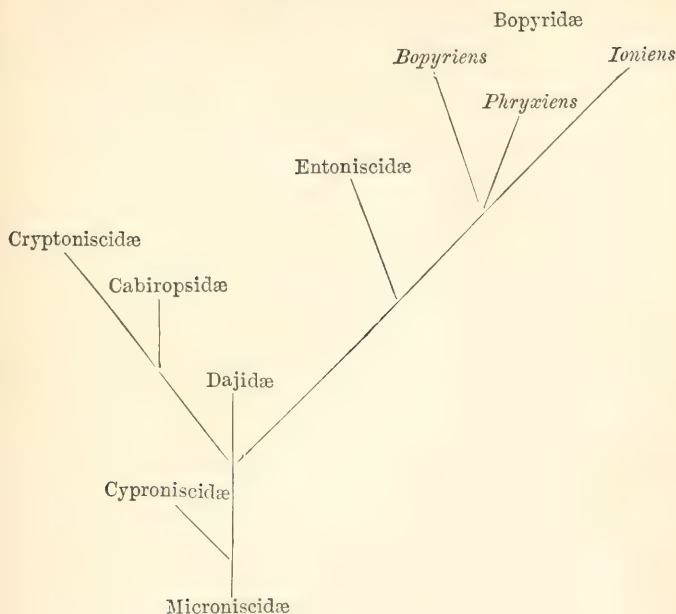 Bopyridæ
Bopyriens
Ioniens
Phryxiens
Entoniscidæ
Cryptoniscidæ
Cabiropsidæ
Dajidæ
Cyproniscidæ
Microniscidæ